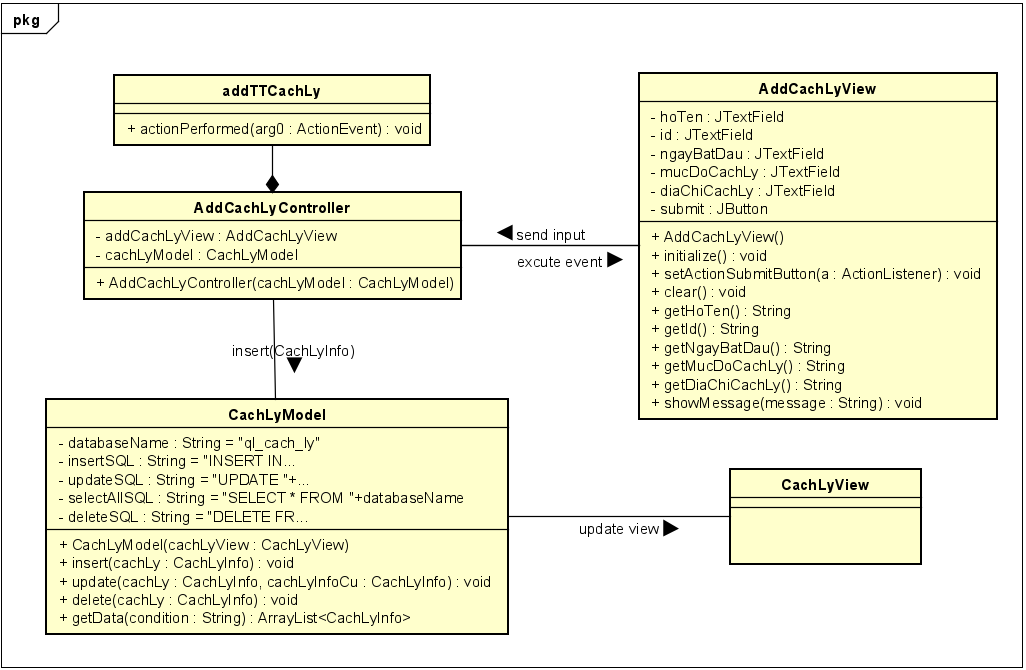 pkg
addTTCachLy
+ actionPerformed(arg0 : ActionEvent) : void
AddCachLyController
- addCachLyView : AddCachLyView
- cachLyModel : CachLyModel
+ AddCachLyController(cachLyModel : CachLyModel)
send input
excute event
AddCachLyView
- hoTen : JTextField
- id : JTextField
- ngayBatDau : JTextField
- mucDoCachLy : JTextField
- diaChiCachLy : JTextField
- submit : JButton
+ AddCachLyView()
+ initialize() : void
+ setActionSubmitButton(a : ActionListener) : void
+ clear() : void
+ getHoTen() : String
+ getId() : String
+ getNgayBatDau() : String
+ getMucDoCachLy() : String
+ getDiaChiCachLy() : String
+ showMessage(message : String) : void
insert(CachLyInfo)
CachLyModel
- databaseName : String = "ql_cach_ly"
- insertSQL : String = "INSERT IN...
- updateSQL : String = "UPDATE "+...
- selectAllSQL : String = "SELECT * FROM "+databaseName
- deleteSQL : String = "DELETE FR...
+ CachLyModel(cachLyView : CachLyView)
+ insert(cachLy : CachLyInfo) : void
+ update(cachLy : CachLyInfo, cachLyInfoCu : CachLyInfo) : void
+ delete(cachLy : CachLyInfo) : void
+ getData(condition : String) : ArrayList<CachLyInfo>
update view
CachLyView